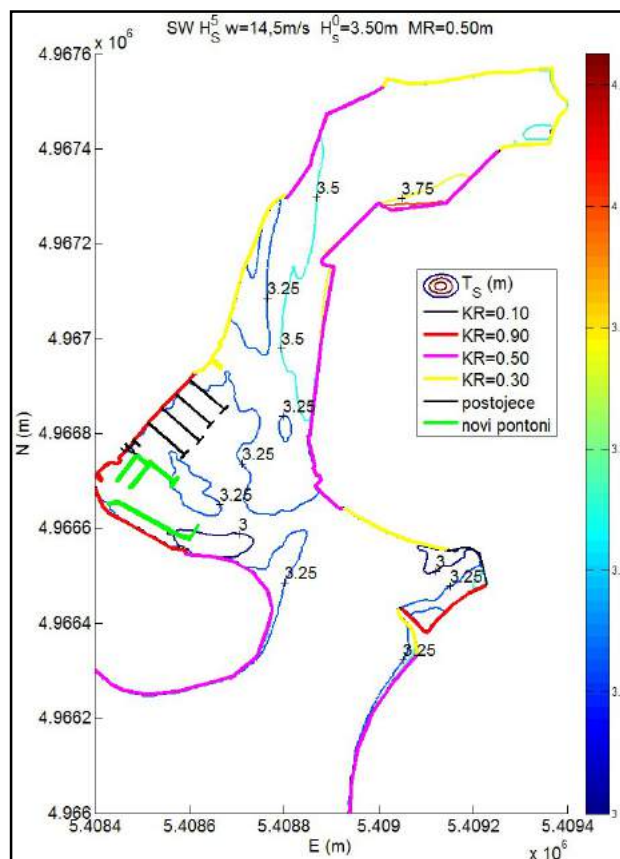 SW H_S^5 w=14,5m/s H_S^0=3.50m MR=0.50m
x 10^6
4.9676
4.9674
4.9672
4.967
4.9668
4.9666
4.9664
4.9662
4.966
N (m)
3.5
3.75
3.25
3.5
3.25
3.25
3.25
3
3.25
3
3.25
3.25
T_S (m)
KR=0.10
KR=0.90
KR=0.50
KR=0.30
postojece
novi pontoni
5.4084
5.4086
5.4088
5.409
5.4092
5.4094
E (m)
x 10^6